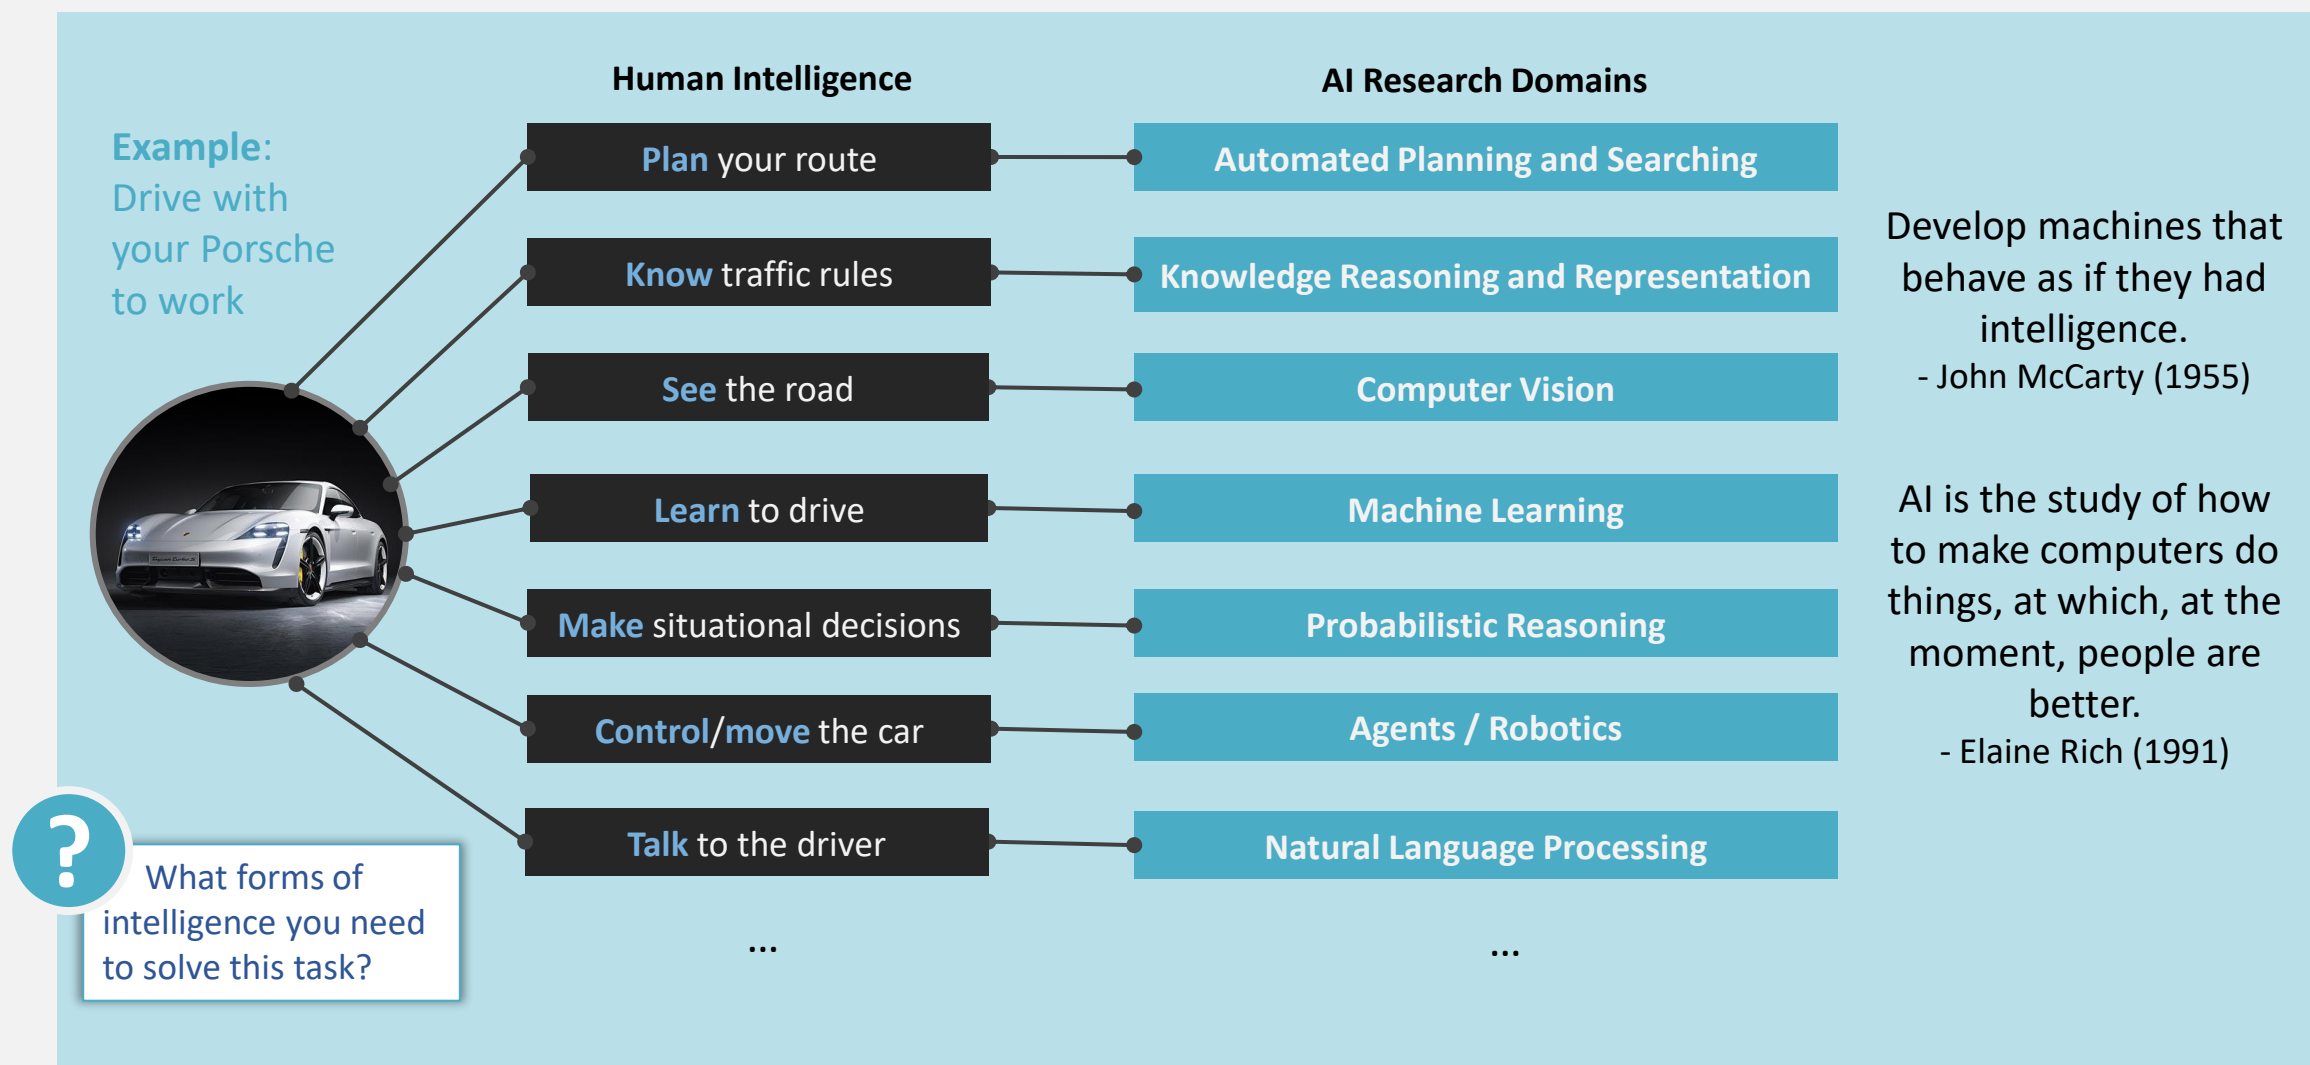 Human Intelligence
AI Research Domains
Example:
Drive with
your Porsche
to work
Plan your route
Automated Planning and Searching
Know traffic rules
Knowledge Reasoning and Representation
See the road
Computer Vision
Learn to drive
Machine Learning
Make situational decisions
Probabilistic Reasoning
Control/move the car
Agents / Robotics
Talk to the driver
Natural Language Processing
...
...
Develop machines that
behave as if they had
intelligence.
- John McCarty (1955)
AI is the study of how
to make computers do
things, at which, at the
moment, people are
better.
- Elaine Rich (1991)
?
What forms of
intelligence you need
to solve this task?